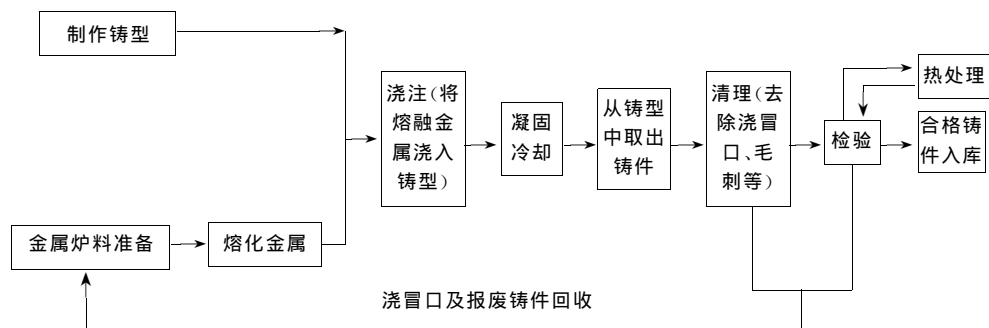 制作铸型
金属炉料准备
熔化金属
浇注(将
熔融金
属浇入
铸型)
凝固
冷却
从铸型
中取出
铸件
清理(去
除浇冒
口、毛
刺等)
检验
热处理
合格铸
件入库
浇冒口及报废铸件回收